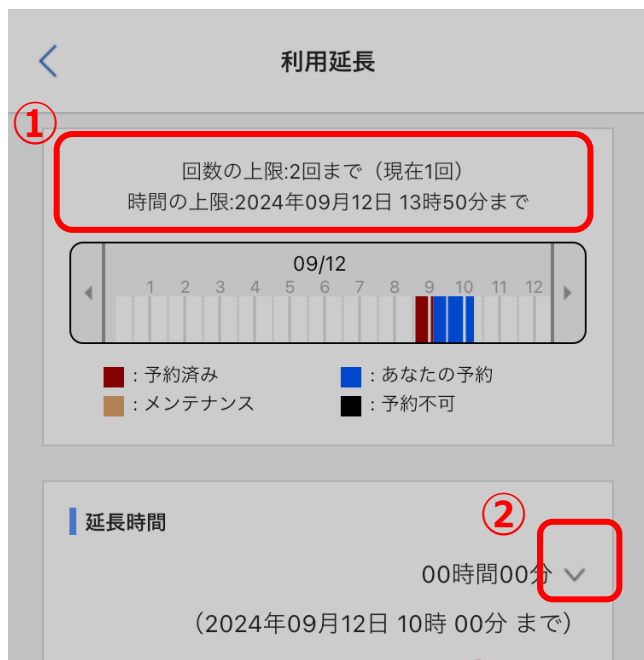 利用延長
①
回数の上限:2回まで（現在1回）
時間の上限:2024年09月12日 13時50分まで
09/12
1 2 3 4 5 6 7 8 9 10 11 12
：予約済み ：あなたの予約
：メンテナンス ：予約不可
②
延長時間
00時間00分
（2024年09月12日 10時 00分 まで）